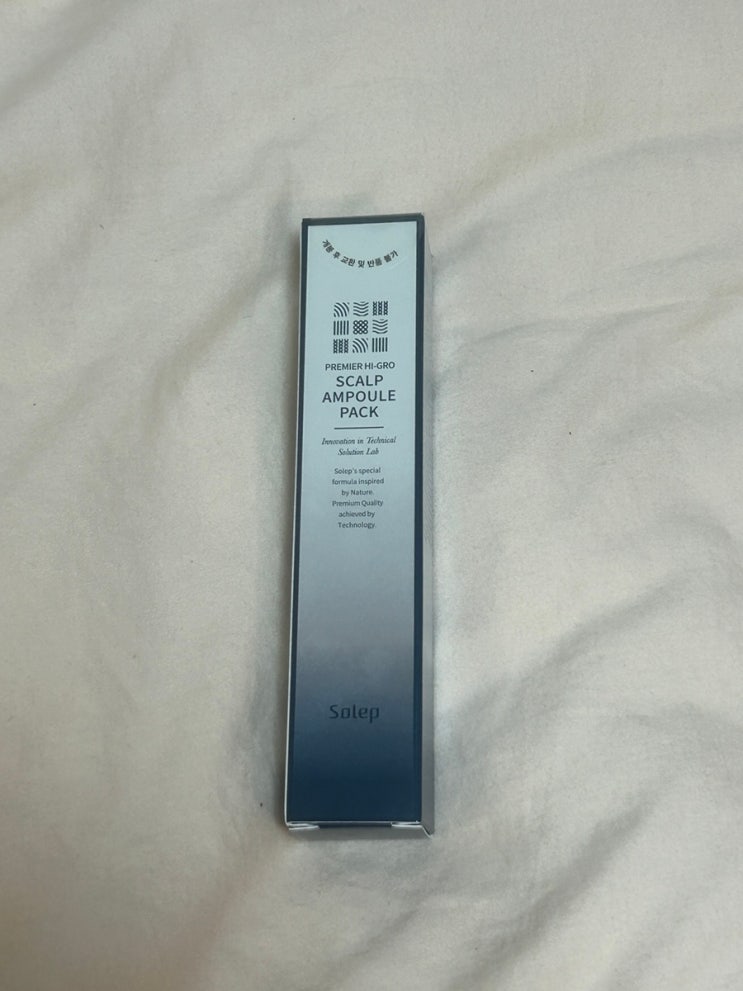 개봉 후 교환 및 반품 불가
PREMIER HI-GRO
SCALP
AMPOULE
PACK
Innovation in Technical
Solution Lab
Solep's special
formula inspired
by Nature.
Premium Quality
achieved by
Technology.
Solep